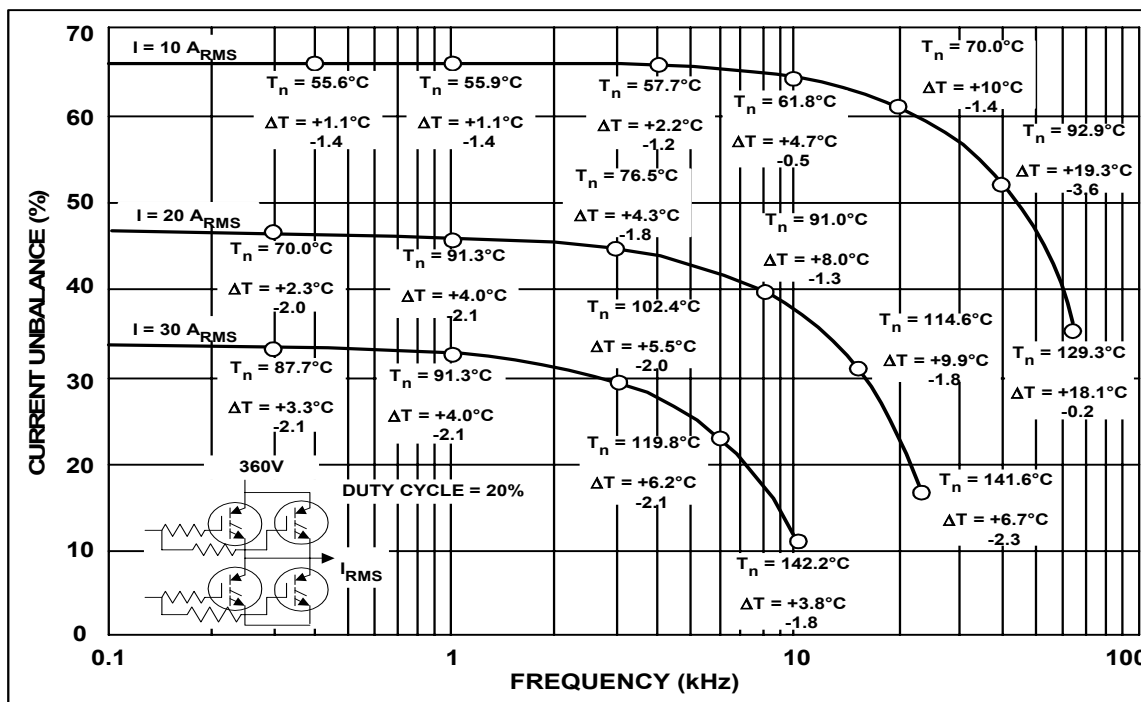 CURRENT UNBALANCE (%)
70
60
50
40
30
20
10
0
I = 10 ARMS
Tn = 55.6°C
ΔT = +1.1°C
-1.4
Tn = 55.9°C
ΔT = +1.1°C
-1.4
Tn = 57.7°C
ΔT = +2.2°C
-1.2
Tn = 61.8°C
ΔT = +4.7°C
-0.5
Tn = 70.0°C
ΔT = +10°C
-1.4
Tn = 92.9°C
ΔT = +19.3°C
-3.6
Tn = 129.3°C
ΔT = +18.1°C
-0.2
I = 20 ARMS
Tn = 70.0°C
ΔT = +2.3°C
-2.0
Tn = 91.3°C
ΔT = +4.0°C
-2.1
Tn = 76.5°C
ΔT = +4.3°C
-1.8
Tn = 91.0°C
ΔT = +8.0°C
-1.3
Tn = 114.6°C
ΔT = +9.9°C
-1.8
Tn = 141.6°C
ΔT = +6.7°C
-2.3
I = 30 ARMS
Tn = 87.7°C
ΔT = +3.3°C
-2.1
Tn = 91.3°C
ΔT = +4.0°C
-2.1
Tn = 102.4°C
ΔT = +5.5°C
-2.0
Tn = 119.8°C
ΔT = +6.2°C
-2.1
Tn = 142.2°C
ΔT = +3.8°C
-1.8
360V
DUTY CYCLE = 20%
IRMS
0.1
1
10
100
FREQUENCY (kHz)